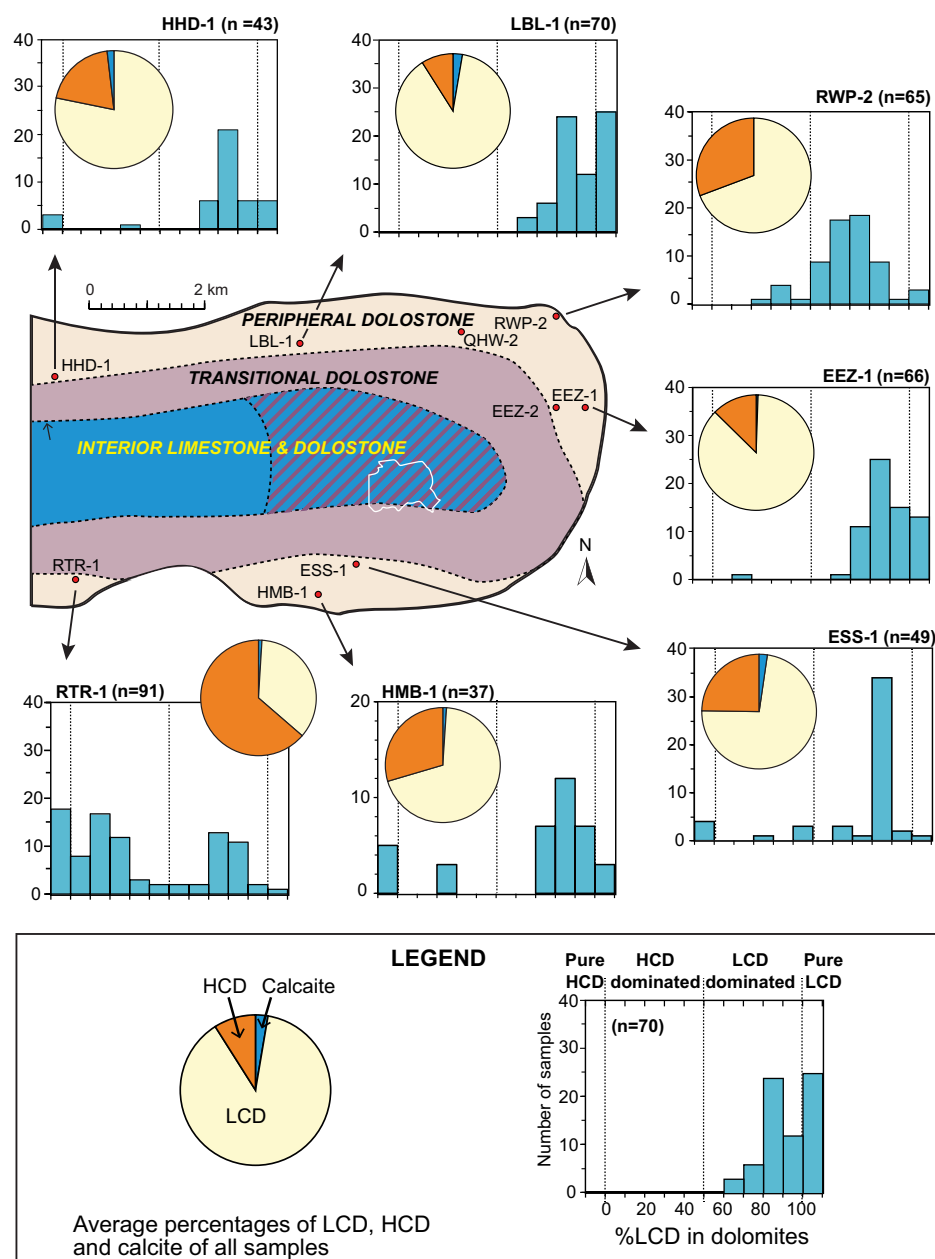 HHD-1 (n =43)
LBL-1 (n=70)
40
30
20
10
0
40
30
20
10
0
RWP-2 (n=65)
40
30
20
10
0
0 2 km
PERIPHERAL DOLOSTONE
RWP-2
LBL-1
QHW-2
HHD-1
TRANSITIONAL DOLOSTONE
EEZ-1 (n=66)
40
30
20
10
0
EEZ-2
EEZ-1
INTERIOR LIMESTONE & DOLOSTONE
N
RTR-1
ESS-1
HMB-1
ESS-1 (n=49)
40
30
20
10
0
RTR-1 (n=91)
40
30
20
10
0
HMB-1 (n=37)
20
10
0
LEGEND
HCD
Calcaite
LCD
Average percentages of LCD, HCD
and calcite of all samples
Pure HCD LCD Pure
HCD dominated dominated LCD
(n=70)
40
30
20
10
0
Number of samples
0 20 40 60 80 100
%LCD in dolomites